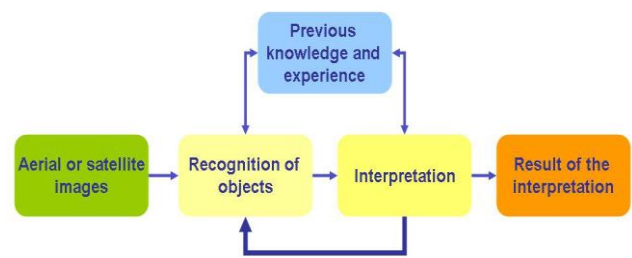 Previous
knowledge and
experience
Aerial or satellite
images
Recognition of
objects
Interpretation
Result of the
interpretation